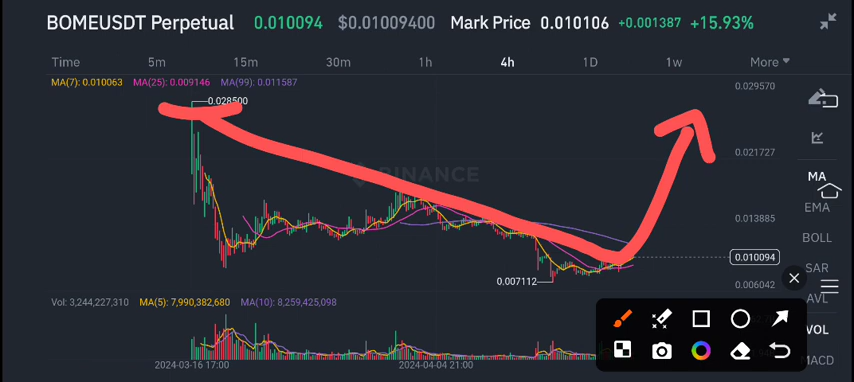 BOMEUSDT Perpetual 0.010094 $0.01009400 Mark Price 0.010106 +0.001387 +15.93%
Time 5m 15m 30m 1h 4h 1D 1w More
MA(7): 0.010063 MA(25): 0.009146 MA(99): 0.011587
0.029570
0.028500
0.021727
BINANCE
MA
EMA
0.013885
BOLL
0.010094
SAR
0.007112
0.006042
AVL
Vol: 3,244,227,310 MA(5): 7,990,382,680 MA(10): 8,259,425,098
VOL
MACD
2024-03-16 17:00 2024-04-04 21:00